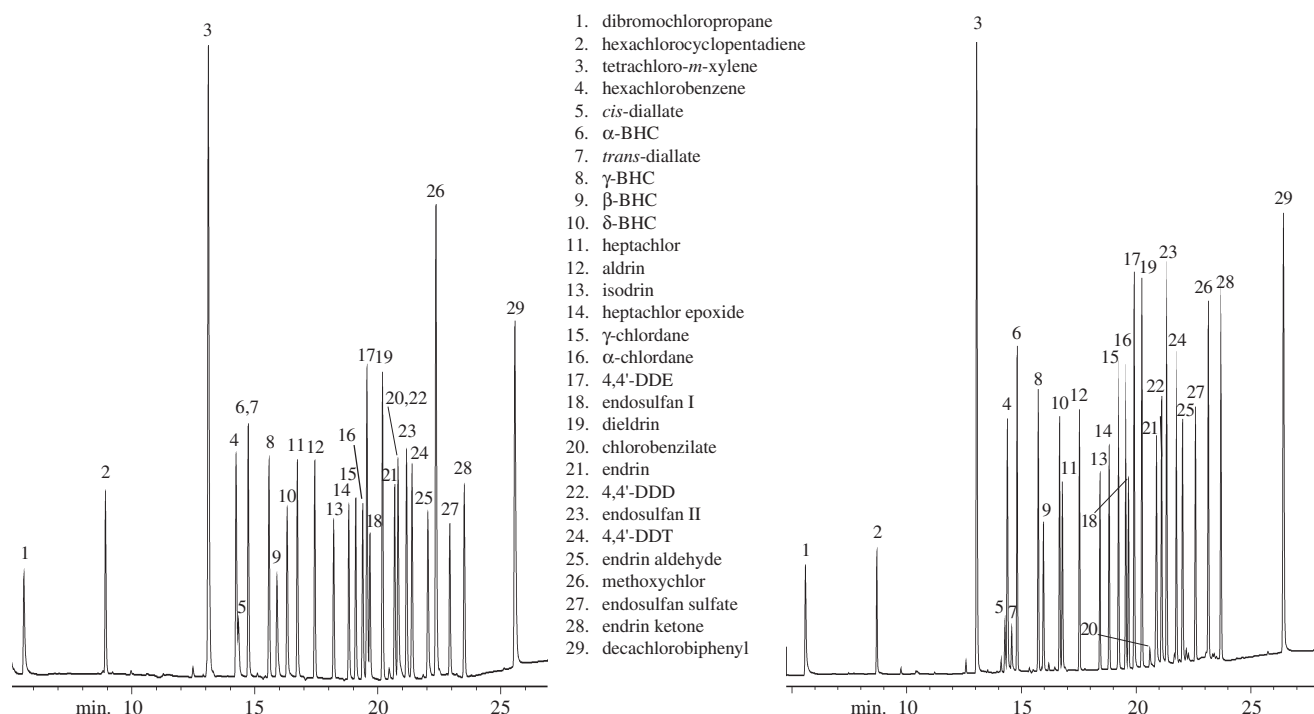 1. dibromochloropropane
2. hexachlorocyclopentadiene
3. tetrachloro-m-xylene
4. hexachlorobenzene
5. cis-diallate
6. α-BHC
7. trans-diallate
8. γ-BHC
9. β-BHC
10. δ-BHC
11. heptachlor
12. aldrin
13. isodrin
14. heptachlor epoxide
15. γ-chlordane
16. α-chlordane
17. 4,4'-DDE
18. endosulfan I
19. dieldrin
20. chlorobenzilate
21. endrin
22. 4,4'-DDD
23. endosulfan II
24. 4,4'-DDT
25. endrin aldehyde
26. methoxychlor
27. endosulfan sulfate
28. endrin ketone
29. decachlorobiphenyl
1
2
3
4
5
6,7
8
9
10
11
12
13
14
15
16
17
18
19
20,22
21
23
24
25
26
27
28
29
min. 10 15 20 25
1
2
3
4
5
6
7
8
9
10
11
12
13
14
15
16
17
18
19
20
21
22
23
24
25
26
27
28
29
min. 10 15 20 25